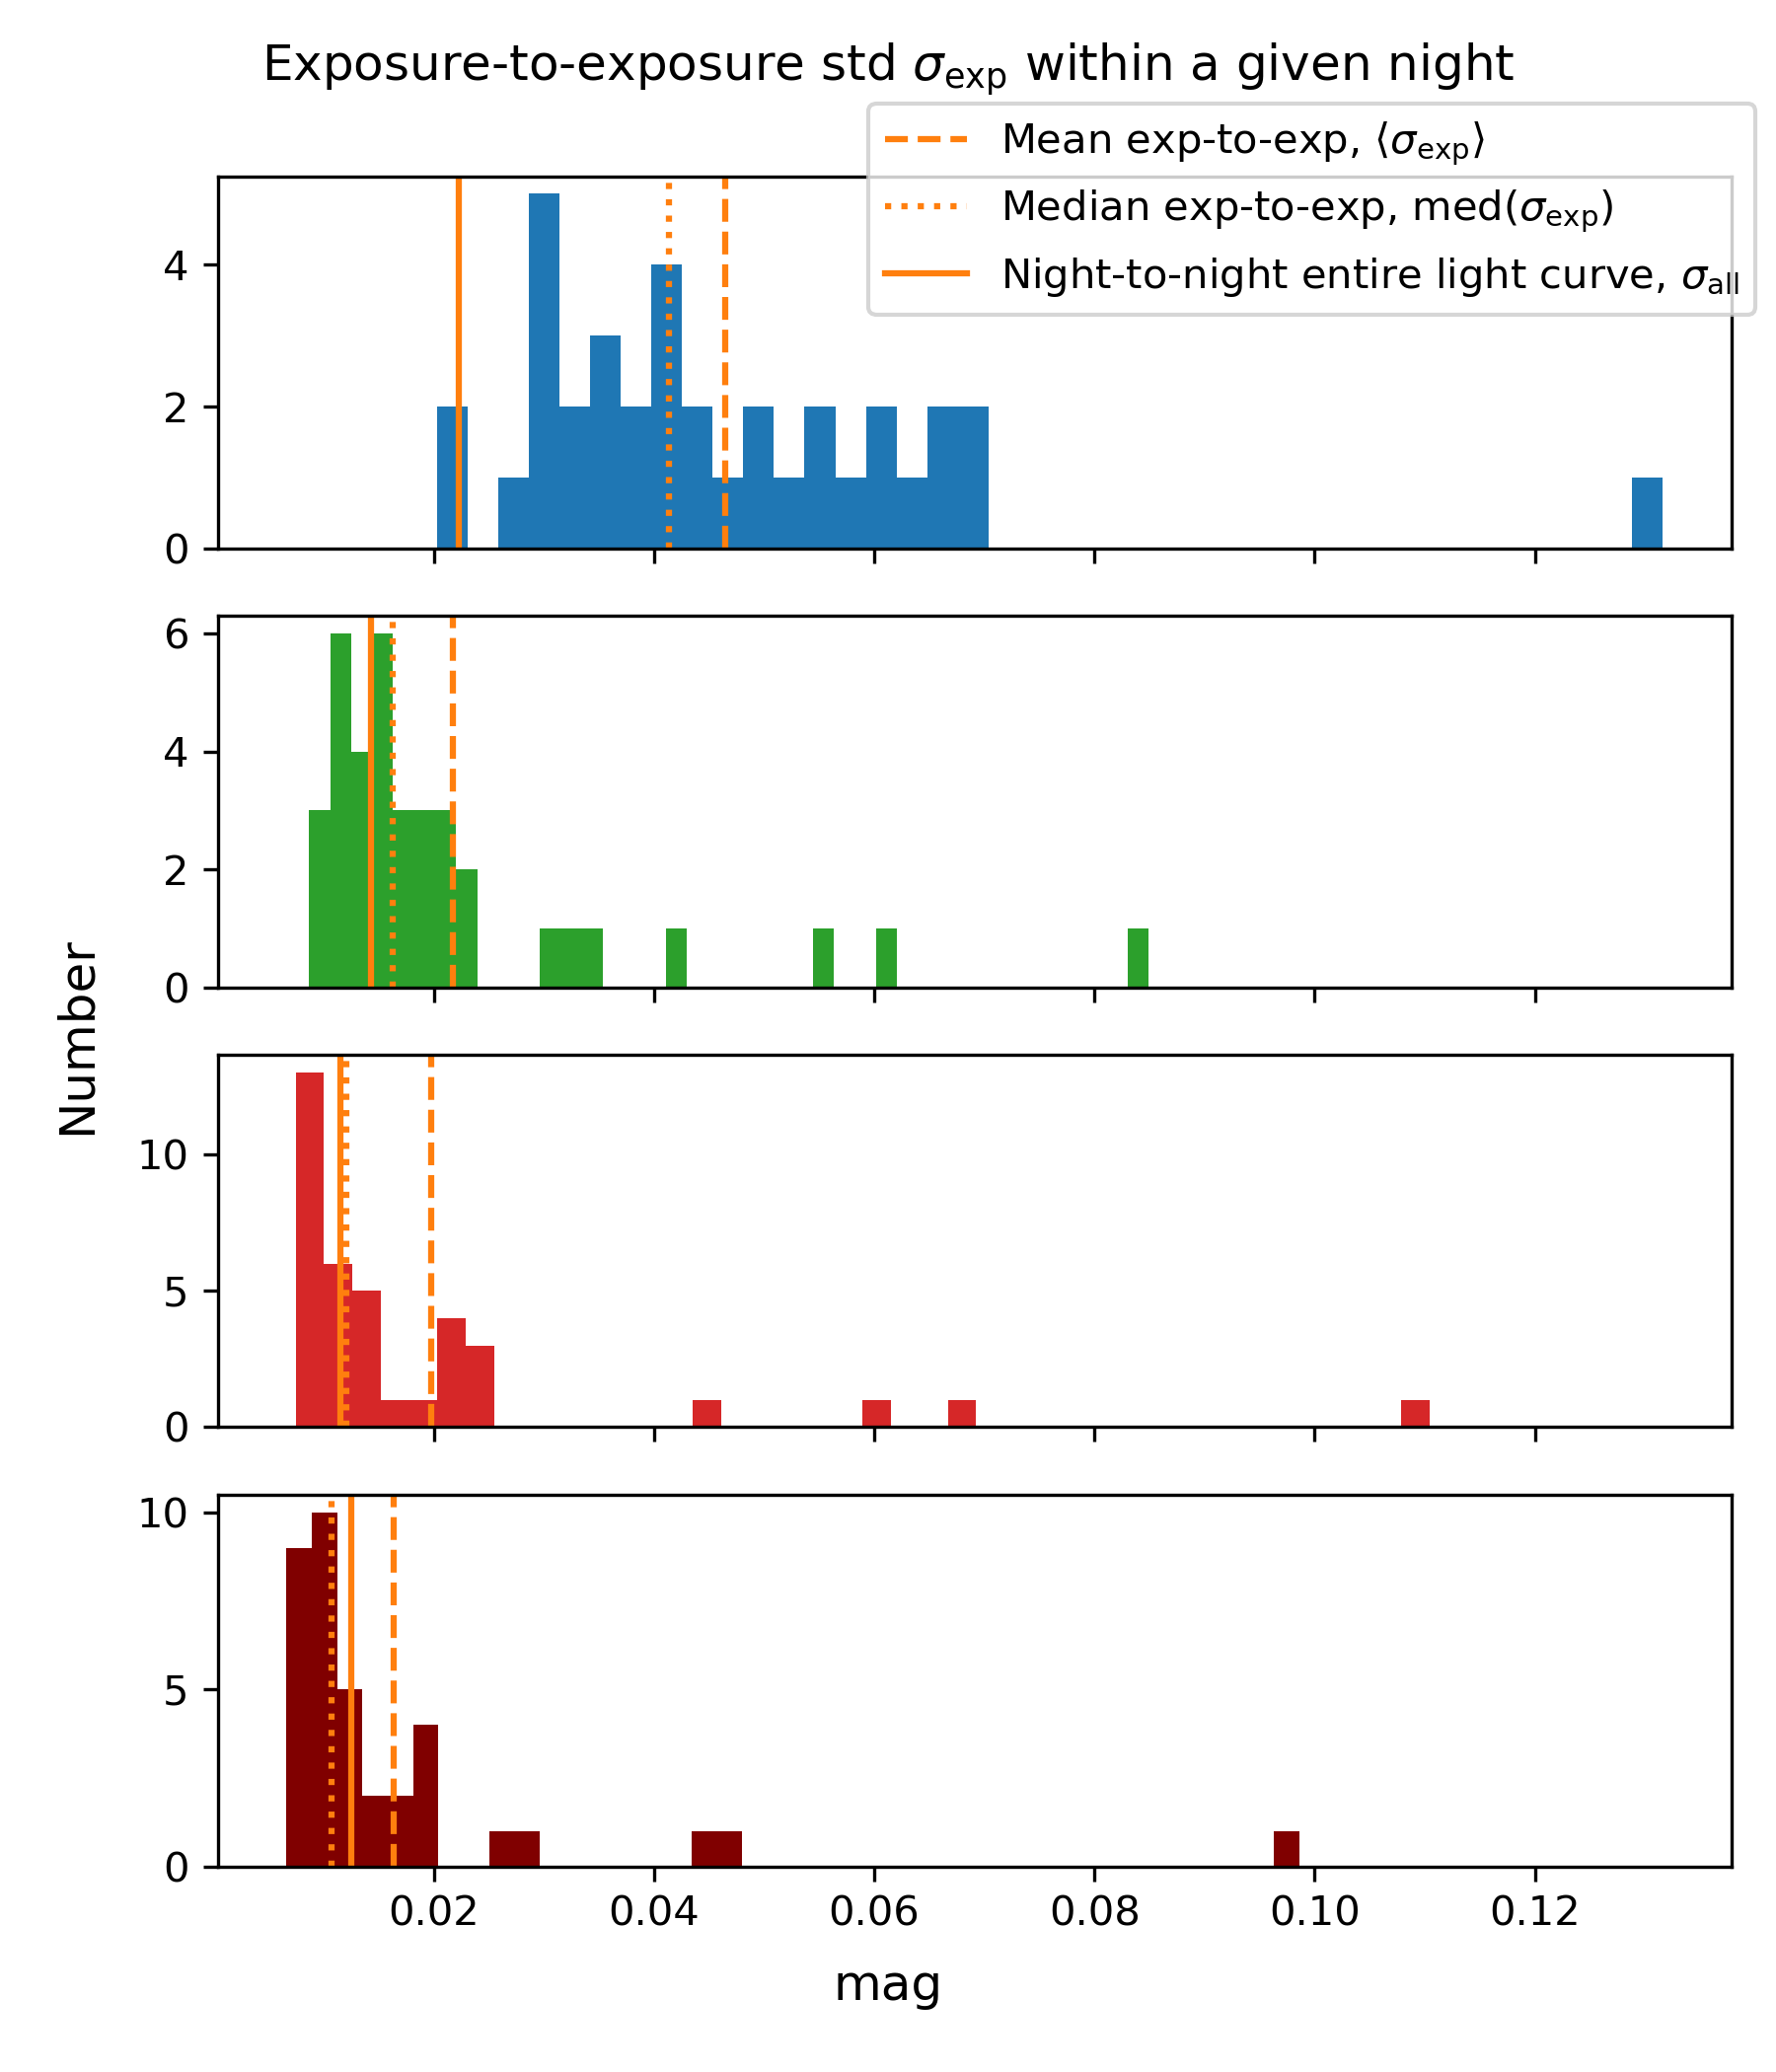 Exposure-to-exposure std σexp within a given night
Mean exp-to-exp, ⟨σexp⟩
Median exp-to-exp, med(σexp)
Night-to-night entire light curve, σall
4
2
0
6
4
2
0
Number
10
5
0
10
5
0
0.02 0.04 0.06 0.08 0.10 0.12
mag